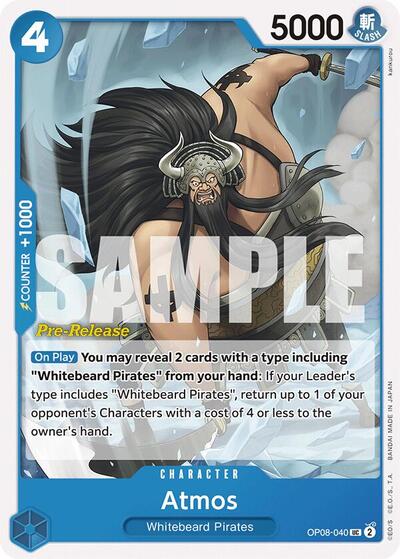 4
5000
斬
SLASH
kankurou
COUNTER +1000
SAMPLE
Pre-Release
On Play You may reveal 2 cards with a type including
"Whitebeard Pirates" from your hand: If your Leader's
type includes "Whitebeard Pirates", return up to 1 of your
opponent's Characters with a cost of 4 or less to the
owner's hand.
©E.O/S ©E.O./S., T.A. BANDAI MADE IN JAPAN
CHARACTER
Atmos
Whitebeard Pirates
OP08-040 UC 2